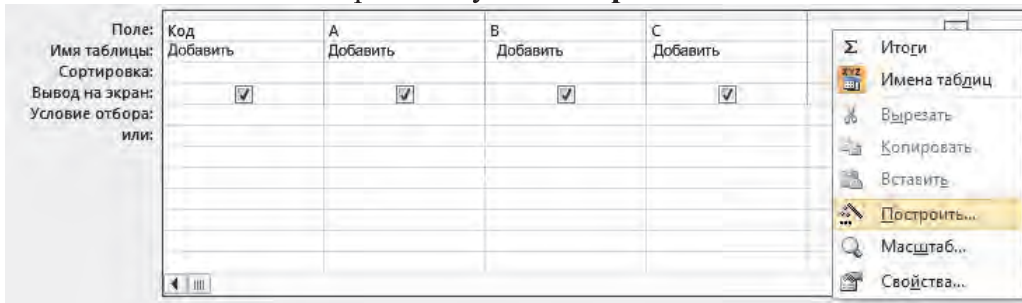 Поле: Код A B C
Имя таблицы: Добавить Добавить Добавить Добавить
Сортировка:
Вывод на экран:
Условие отбора:
или:
Σ Итоги
Имена таблиц
Вырезать
Копировать
Вставить
Построить...
Масштаб...
Свойства...